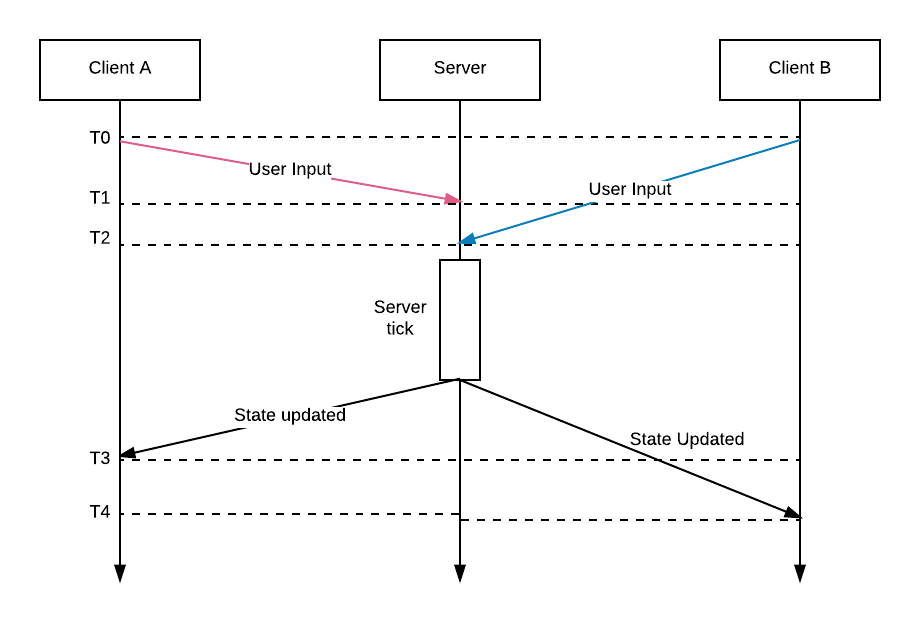 Client A
Server
Client B
T0
User Input
User Input
T1
T2
Server
tick
State updated
State Updated
T3
T4